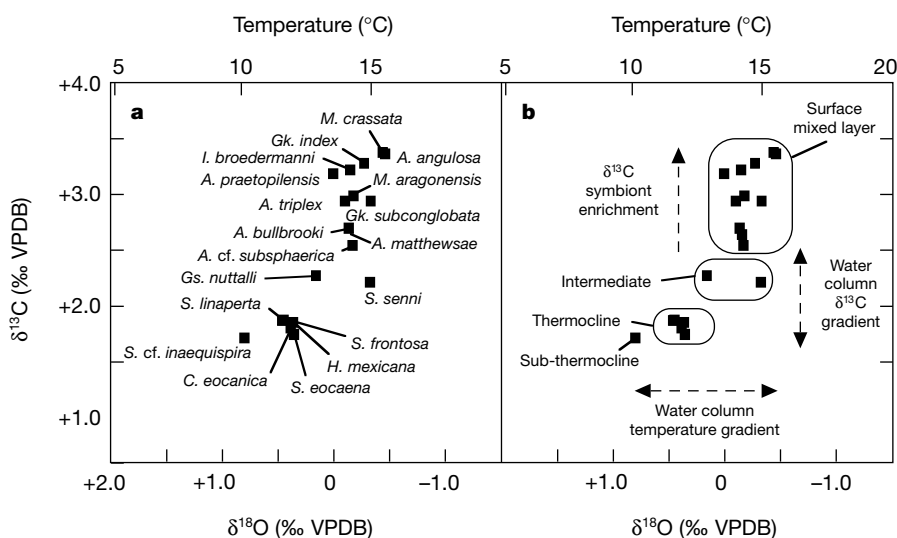 Temperature (°C)
5 10 15
+4.0
+3.0
+2.0
+1.0
δ13C (‰ VPDB)
a
M. crassata
Gk. index
I. broedermanni
A. angulosa
A. praetopilensis
M. aragonensis
A. triplex
Gk. subconglobata
A. bullbrooki
A. matthewsae
A. cf. subsphaerica
Gs. nuttalli
S. senni
S. linaperta
S. frontosa
S. cf. inaequispira
H. mexicana
C. eocanica
S. eocaena
+2.0 +1.0 0 −1.0
δ18O (‰ VPDB)
Temperature (°C)
5 10 15 20
b
Surface
mixed layer
δ13C
symbiont
enrichment
Intermediate
Water
column
δ13C
gradient
Thermocline
Sub-thermocline
Water column
temperature gradient
+1.0 0 −1.0
δ18O (‰ VPDB)